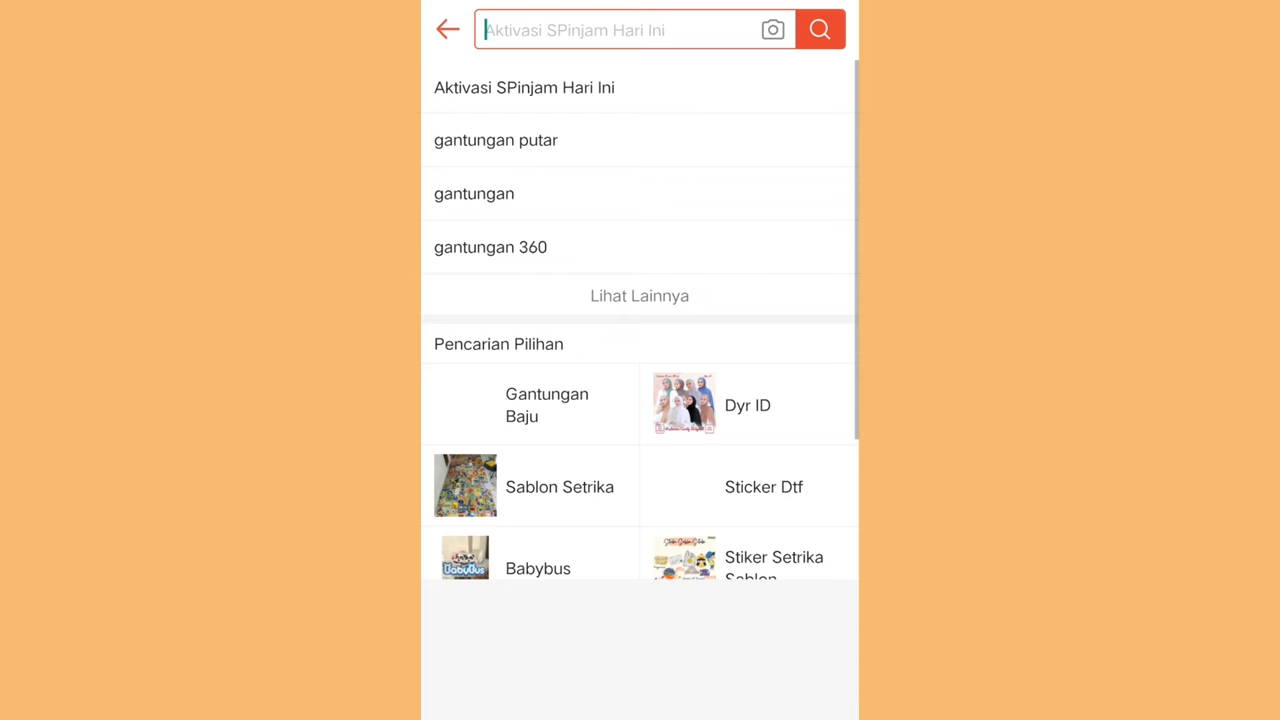 Aktivasi SPinjam Hari Ini
Aktivasi SPinjam Hari Ini
gantungan putar
gantungan
gantungan 360
Lihat Lainnya
Pencarian Pilihan
Gantungan
Baju
Dyr ID
Sablon Setrika
Sticker Dtf
BabyBus
Babybus
Stiker Setrika
Sablon